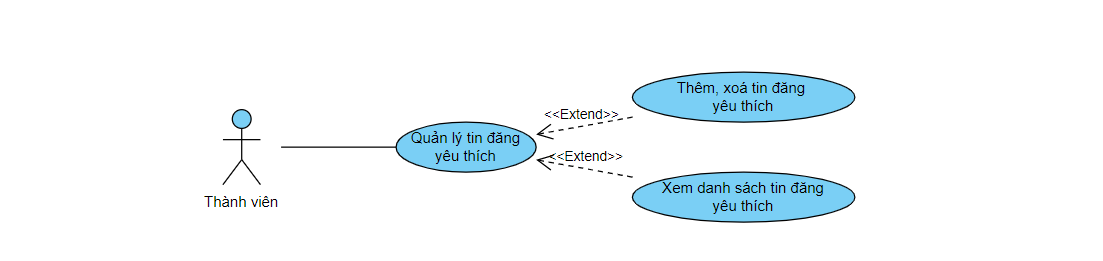 Thành viên
Quản lý tin đăng
yêu thích
<<Extend>>
<<Extend>>
Thêm, xoá tin đăng
yêu thích
Xem danh sách tin đăng
yêu thích